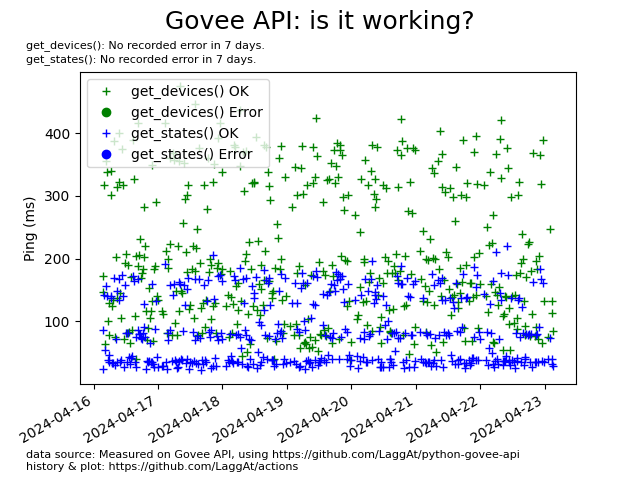 Govee API: is it working?
get_devices(): No recorded error in 7 days.
get_states(): No recorded error in 7 days.
get_devices() OK
get_devices() Error
get_states() OK
get_states() Error
Ping (ms)
400
300
200
100
2024-04-16
2024-04-17
2024-04-18
2024-04-19
2024-04-20
2024-04-21
2024-04-22
2024-04-23
data source: Measured on Govee API, using https://github.com/LaggAt/python-govee-api
history & plot: https://github.com/LaggAt/actions